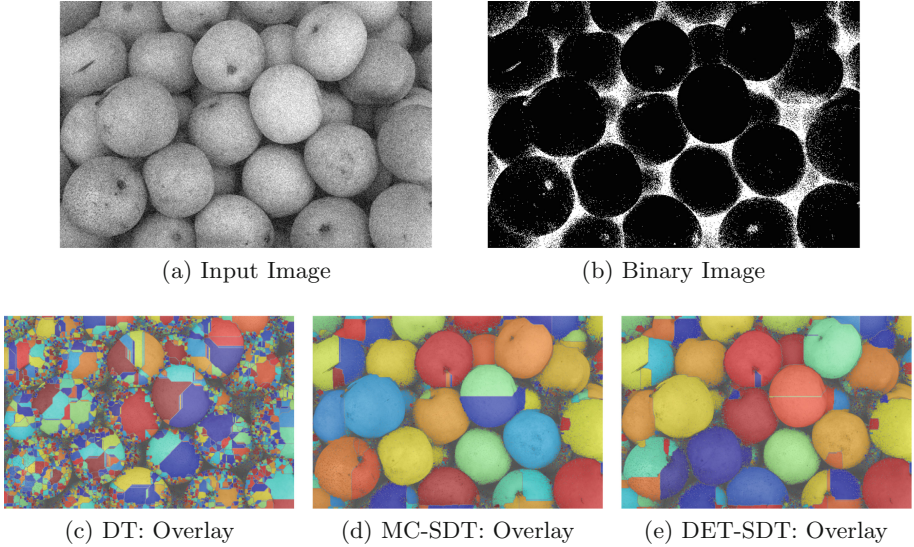 (a) Input Image
(b) Binary Image
(c) DT: Overlay
(d) MC-SDT: Overlay
(e) DET-SDT: Overlay